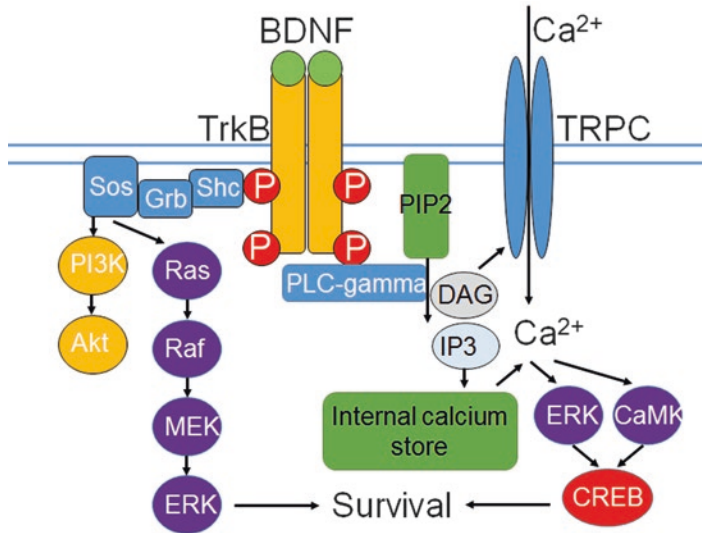 BDNF
Ca²⁺
TrkB
TRPC
Sos
Grb
Shc
P
P
P
P
PIP2
PI3K
Ras
PLC-gamma
DAG
Akt
Raf
IP3
Ca²⁺
MEK
Internal calcium
store
ERK
CaMK
ERK
Survival
CREB